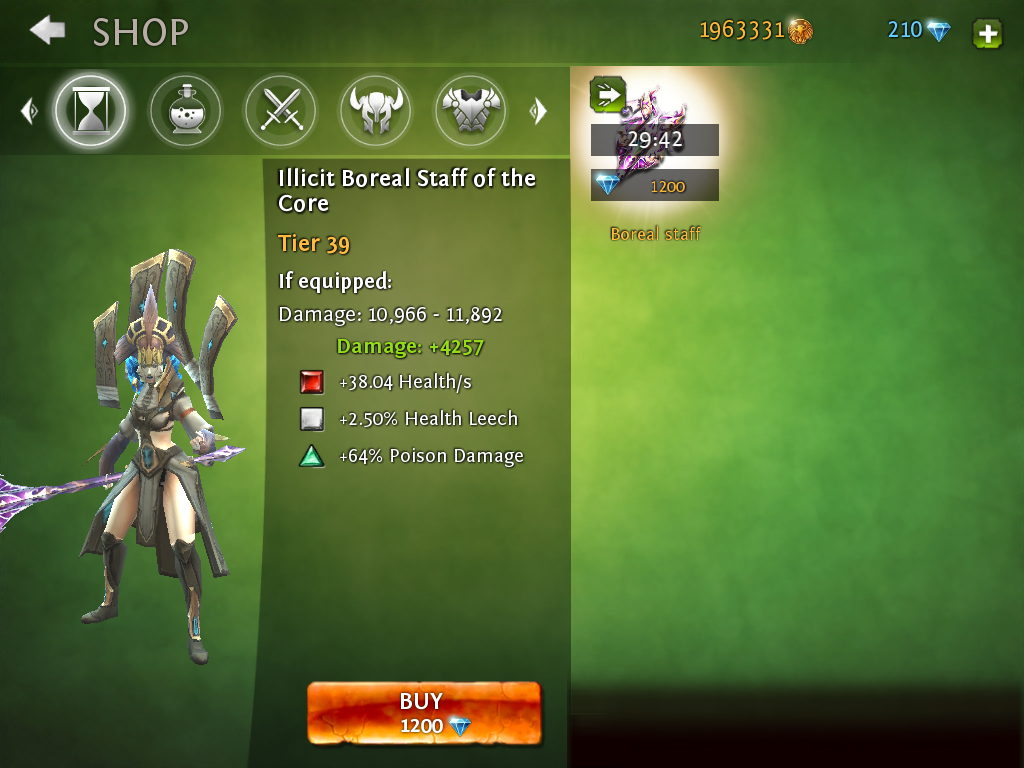 SHOP
1963331
210
29:42
1200
Boreal staff
Illicit Boreal Staff of the
Core
Tier 39
If equipped:
Damage: 10,966 - 11,892
Damage: +4257
+38.04 Health/s
+2.50% Health Leech
+64% Poison Damage
BUY
1200